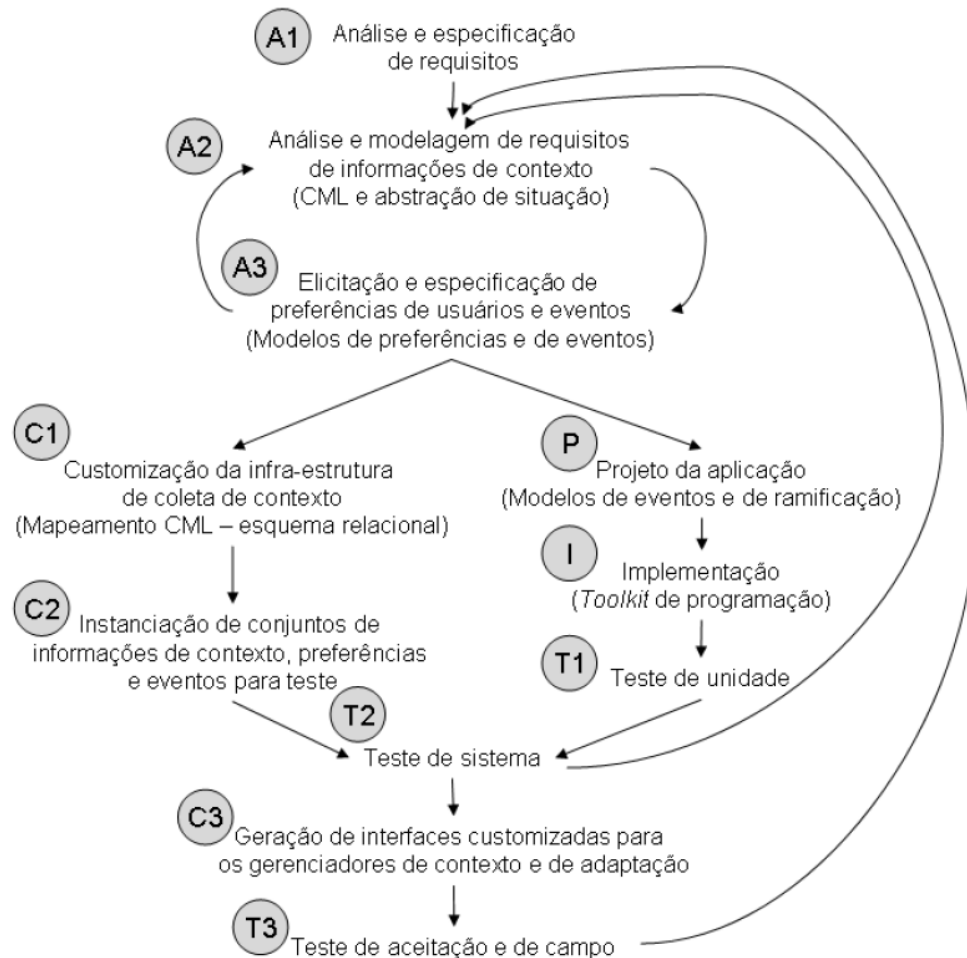 A1
Análise e especificação
de requisitos
A2
Análise e modelagem de requisitos
de informações de contexto
(CML e abstração de situação)
A3
Elicitação e especificação de
preferências de usuários e eventos
(Modelos de preferências e de eventos)
C1
Customização da infra-estrutura
de coleta de contexto
(Mapeamento CML – esquema relacional)
P
Projeto da aplicação
(Modelos de eventos e de ramificação)
I
Implementação
(Toolkit de programação)
C2
Instanciação de conjuntos de
informações de contexto, preferências
e eventos para teste
T1
Teste de unidade
T2
Teste de sistema
C3
Geração de interfaces customizadas para
os gerenciadores de contexto e de adaptação
T3
Teste de aceitação e de campo